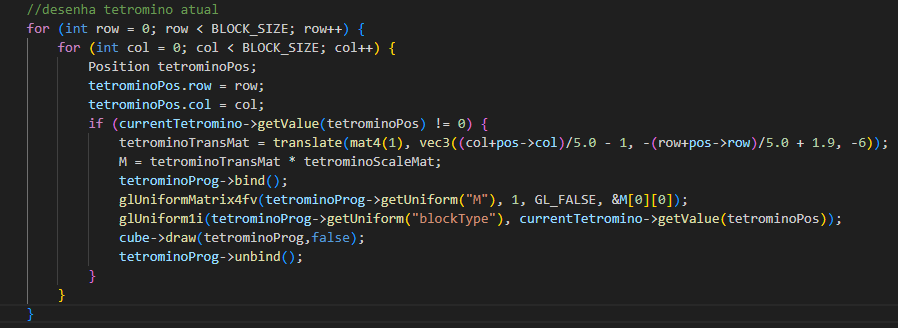 //desenha tetromino atual
for (int row = 0; row < BLOCK_SIZE; row++) {
    for (int col = 0; col < BLOCK_SIZE; col++) {
        Position tetrominoPos;
        tetrominoPos.row = row;
        tetrominoPos.col = col;
        if (currentTetromino->getValue(tetrominoPos) != 0) {
            tetrominoTransMat = translate(mat4(1), vec3((col+pos->col)/5.0 - 1, -(row+pos->row)/5.0 + 1.9, -6));
            M = tetrominoTransMat * tetrominoScaleMat;
            tetrominoProg->bind();
            glUniformMatrix4fv(tetrominoProg->getUniform("M"), 1, GL_FALSE, &M[0][0]);
            glUniform1i(tetrominoProg->getUniform("blockType"), currentTetromino->getValue(tetrominoPos));
            cube->draw(tetrominoProg,false);
            tetrominoProg->unbind();
        }
    }
}